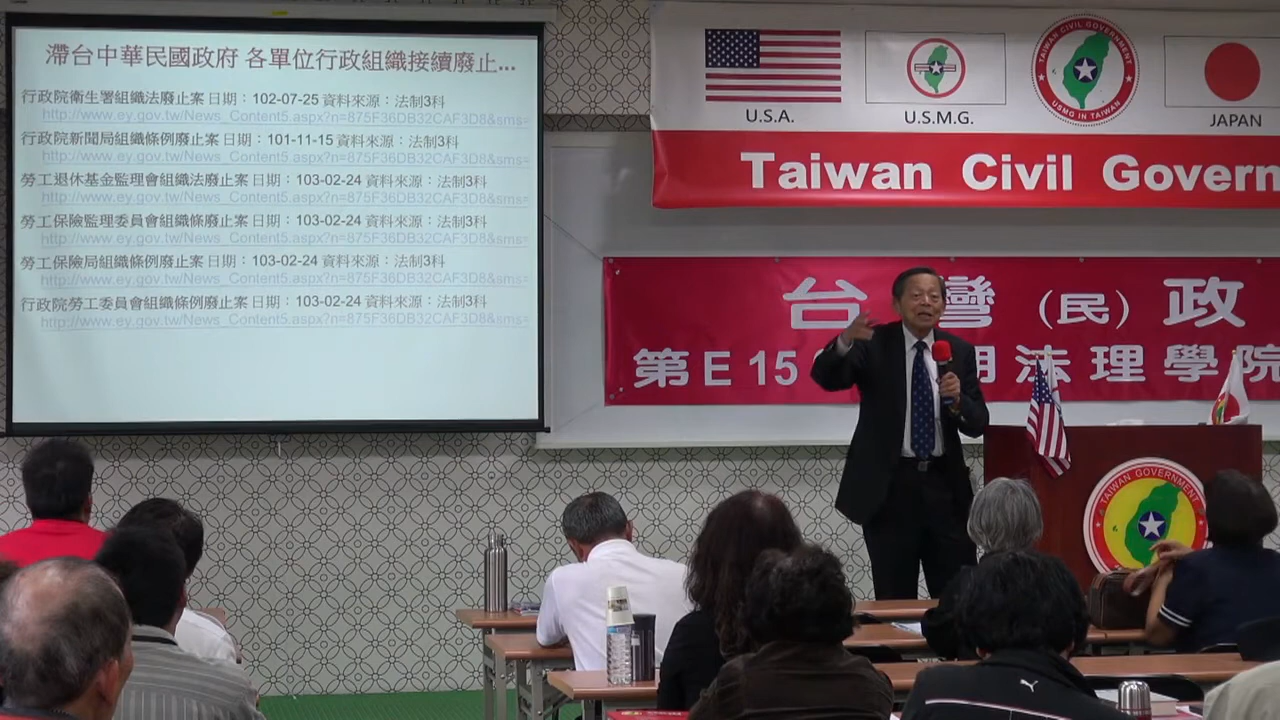 滯台中華民國政府 各單位行政組織接續廢止...
行政院衛生署組織法廢止案 日期：102-07-25 資料來源：法制3科
http://www.ey.gov.tw/News_Content5.aspx?n=875F36DB32CAF3D8&sms=
行政院新聞局組織條例廢止案 日期：101-11-15 資料來源：法制3科
http://www.ey.gov.tw/News_Content5.aspx?n=875F36DB32CAF3D8&sms=
勞工退休基金監理會組織法廢止案 日期：103-02-24 資料來源：法制3科
http://www.ey.gov.tw/News_Content5.aspx?n=875F36DB32CAF3D8&sms=
勞工保險監理委員會組織條廢止案 日期：103-02-24 資料來源：法制3科
http://www.ey.gov.tw/News_Content5.aspx?n=875F36DB32CAF3D8&sms=
勞工保險局組織條例廢止案 日期：103-02-24 資料來源：法制3科
http://www.ey.gov.tw/News_Content5.aspx?n=875F36DB32CAF3D8&sms=
行政院勞工委員會組織條例廢止案 日期：103-02-24 資料來源：法制3科
http://www.ey.gov.tw/News_Content5.aspx?n=875F36DB32CAF3D8&sms=
TAIWAN CIVIL GOVERNMENT
USMG IN TAIWAN
U.S.A.
U.S.M.G.
JAPAN
Taiwan Civil Govern
台灣（民）政
第E15 期法理學院
TAIWAN GOVERNMENT